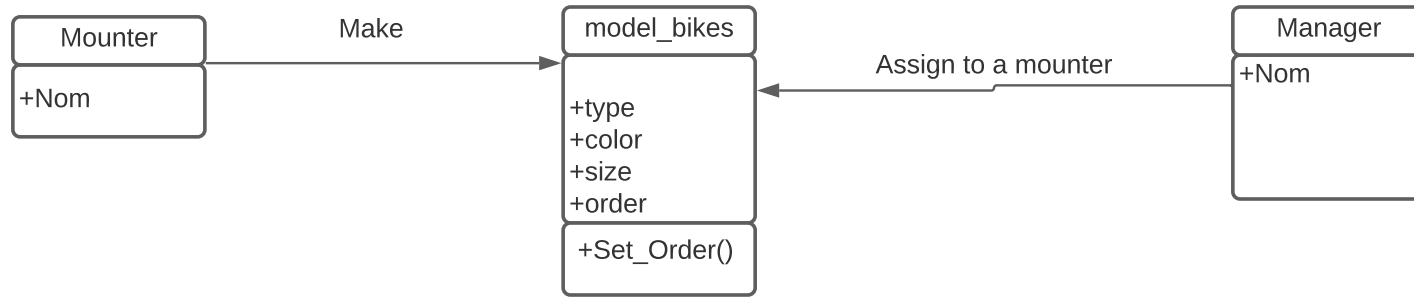 Mounter
+Nom
Make
model_bikes
+type
+color
+size
+order
+Set_Order()
Assign to a mounter
Manager
+Nom